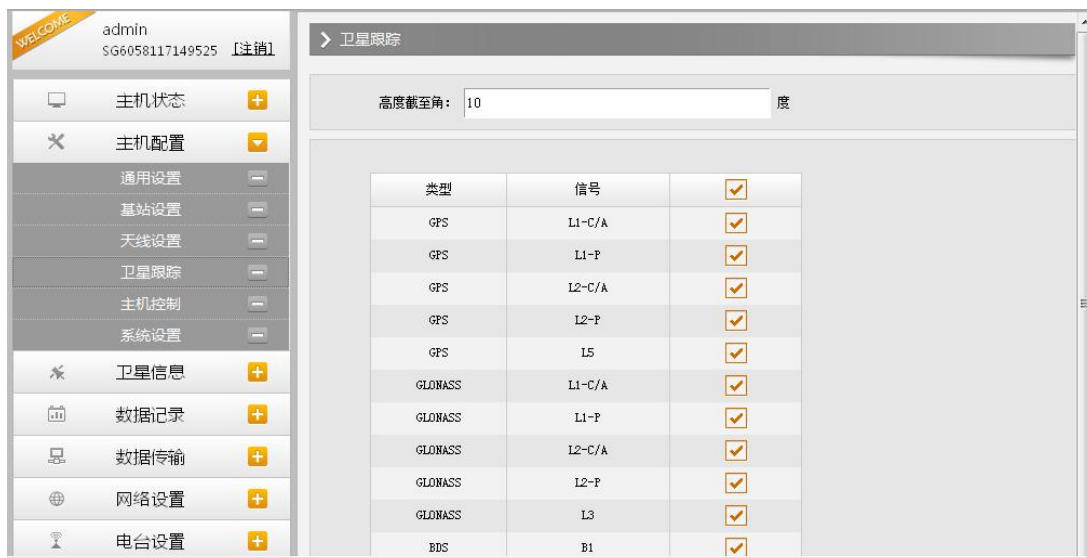 WELCOME
admin
SG6058117149525 [注销]
主机状态
主机配置
通用设置
基站设置
天线设置
卫星跟踪
主机控制
系统设置
卫星信息
数据记录
数据传输
网络设置
电台设置
卫星跟踪
高度截至角： 10 度
类型 信号
GPS L1-C/A
GPS L1-P
GPS L2-C/A
GPS L2-P
GPS L5
GLONASS L1-C/A
GLONASS L1-P
GLONASS L2-C/A
GLONASS L2-P
GLONASS L3
BDS B1